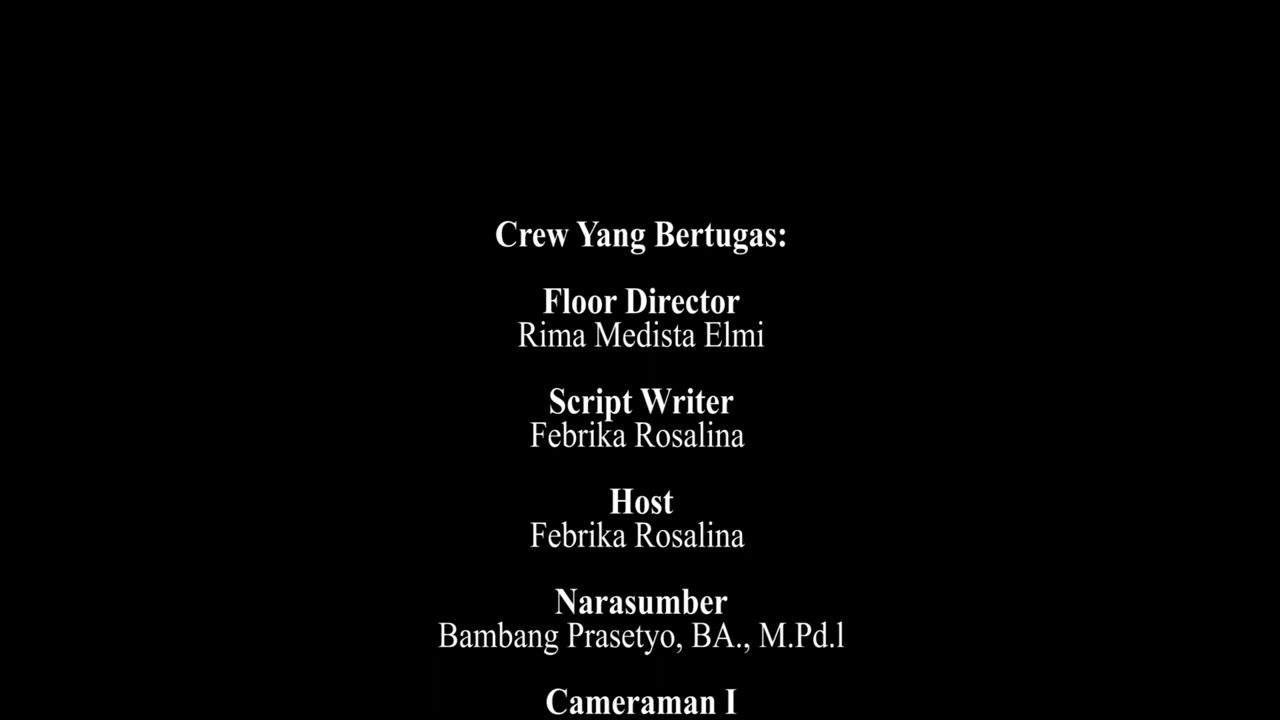 Crew Yang Bertugas:
Floor Director
Rima Medista Elmi
Script Writer
Febrika Rosalina
Host
Febrika Rosalina
Narasumber
Bambang Prasetyo, BA., M.Pd.l
Cameraman I